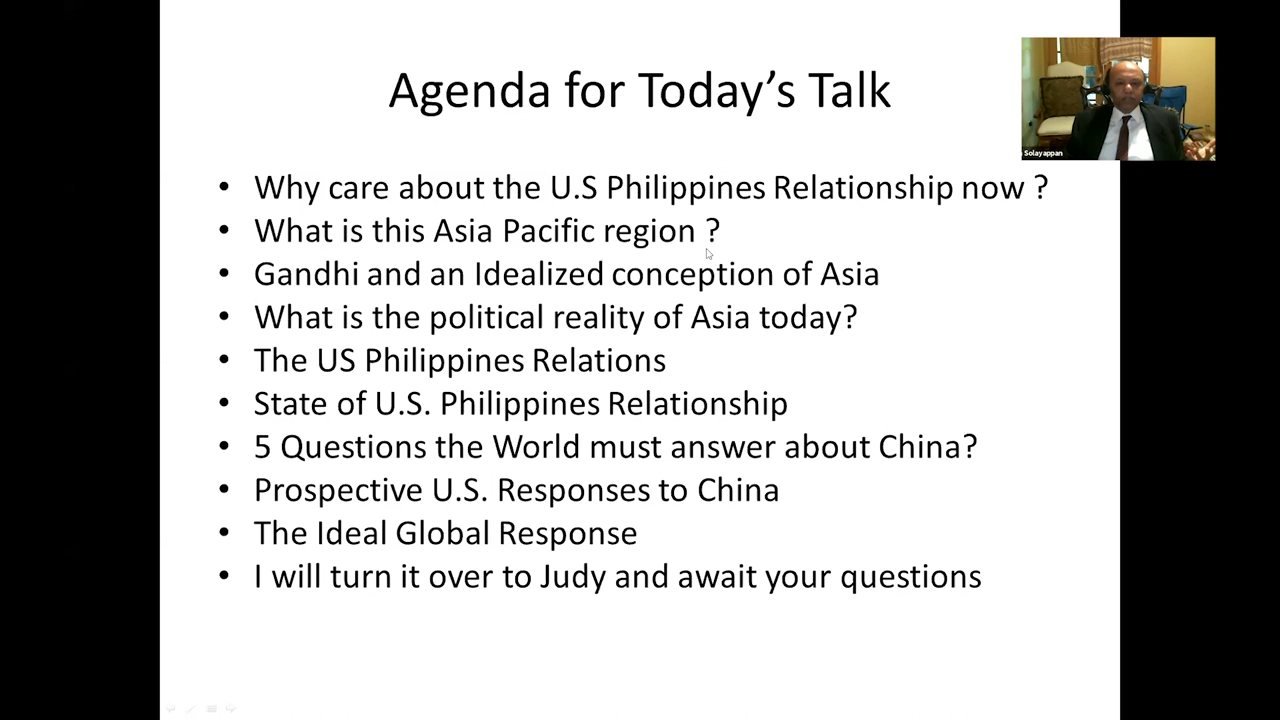 Agenda for Today’s Talk
Solayappan
• Why care about the U.S Philippines Relationship now ?
• What is this Asia Pacific region ?
• Gandhi and an Idealized conception of Asia
• What is the political reality of Asia today?
• The US Philippines Relations
• State of U.S. Philippines Relationship
• 5 Questions the World must answer about China?
• Prospective U.S. Responses to China
• The Ideal Global Response
• I will turn it over to Judy and await your questions